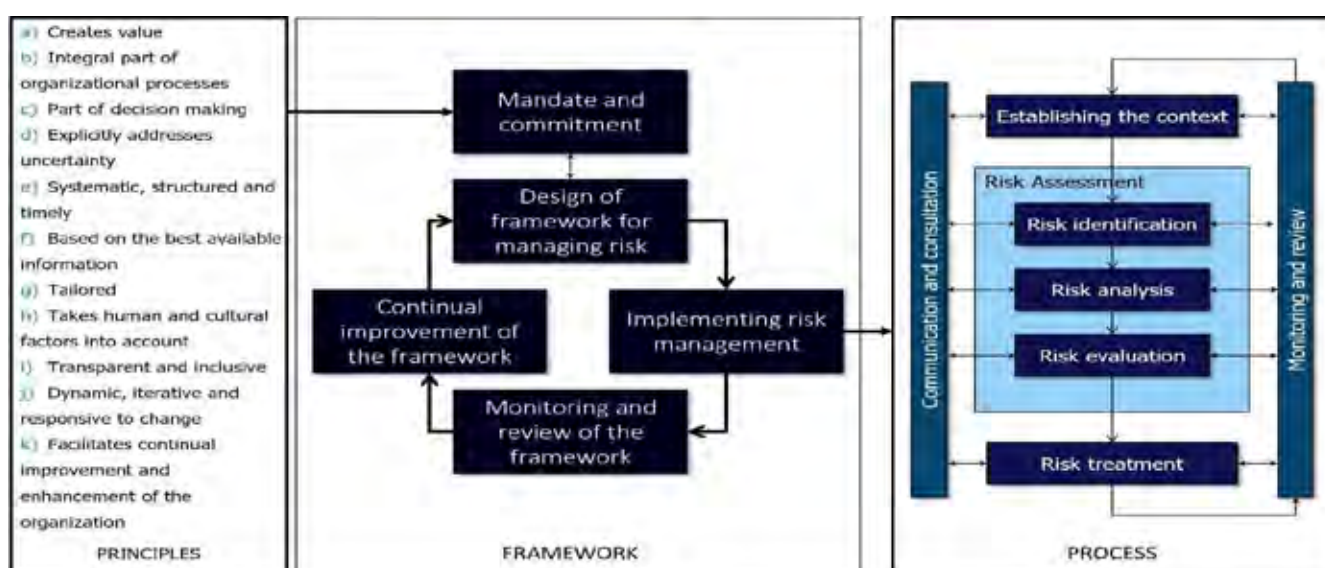 a) Creates value
b) Integral part of
organizational processes
c) Part of decision making
d) Explicitly addresses
uncertainty
e) Systematic, structured and
timely
f) Based on the best available
information
g) Tailored
h) Takes human and cultural
factors into account
i) Transparent and inclusive
j) Dynamic, iterative and
responsive to change
k) Facilitates continual
improvement and
enhancement of the
organization
PRINCIPLES
Mandate and
commitment
Design of
framework for
managing risk
Continual
improvement of
the framework
Implementing risk
management
Monitoring and
review of the
framework
FRAMEWORK
Communication and consultation
Establishing the context
Risk Assessment
Risk identification
Risk analysis
Risk evaluation
Risk treatment
Monitoring and review
PROCESS